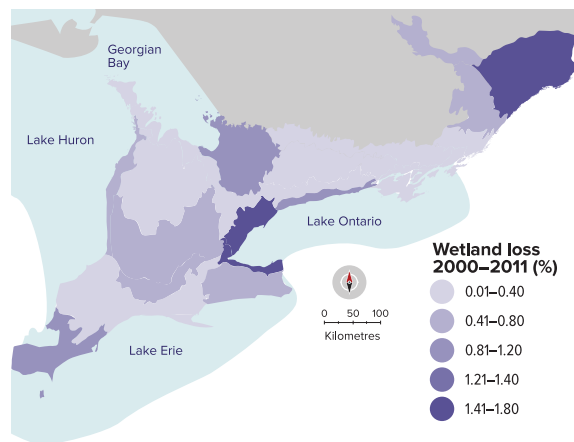 Georgian
Bay
Lake Huron
Lake Ontario
Lake Erie
0 40 100
Kilometres
Wetland loss
2000–2011 (%)
0.01–0.40
0.41–0.80
0.81–1.20
1.21–1.40
1.41–1.80